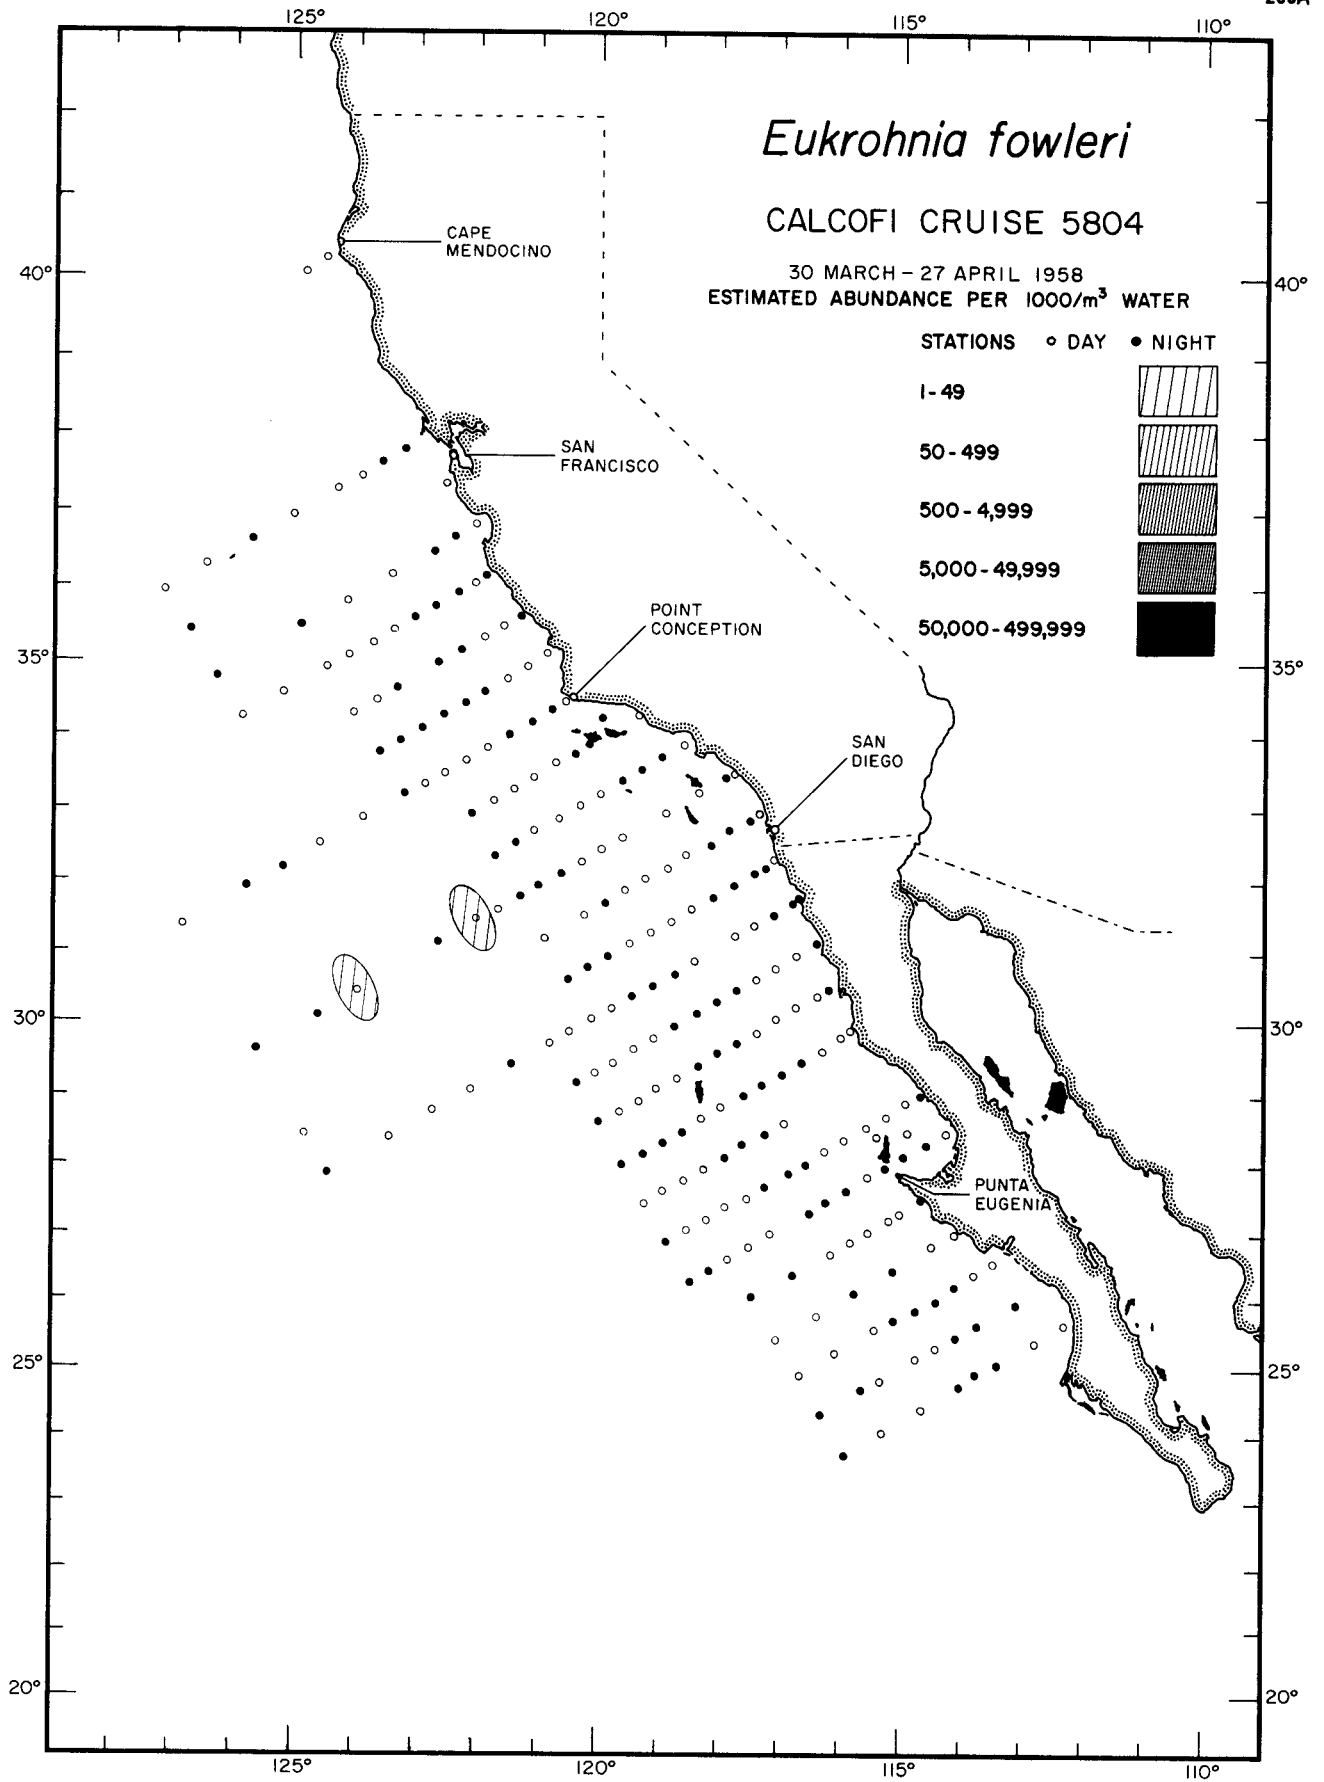 125°
120°
115°
110°
Eukrohnia fowleri
CALCOFI CRUISE 5804
30 MARCH – 27 APRIL 1958
ESTIMATED ABUNDANCE PER 1000/m³ WATER
STATIONS ○ DAY ● NIGHT
1-49
50-499
500-4,999
5,000-49,999
50,000-499,999
CAPE
MENDOCINO
40°
40°
SAN
FRANCISCO
POINT
CONCEPTION
35°
35°
SAN
DIEGO
30°
30°
PUNTA
EUGENIA
25°
25°
20°
20°
125°
120°
115°
110°